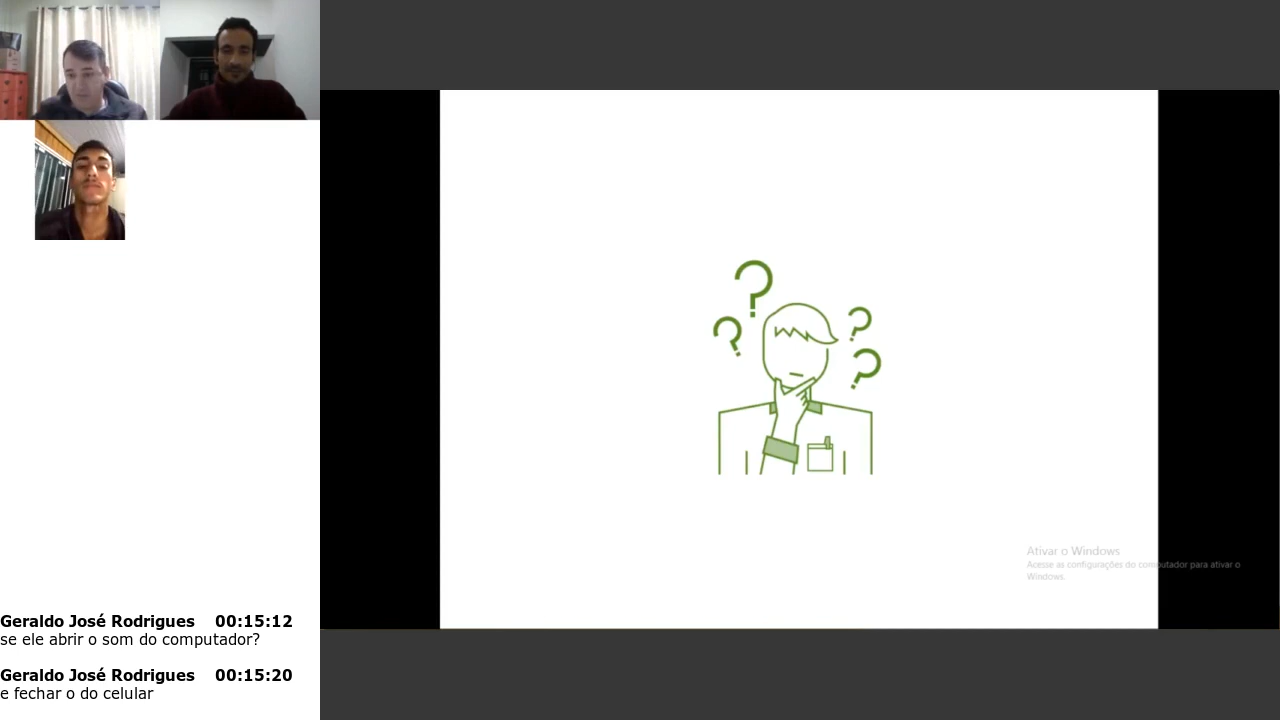 Ativar o Windows
Acesse as configurações do computador para ativar o
Windows.
Geraldo José Rodrigues 00:15:12
se ele abrir o som do computador?
Geraldo José Rodrigues 00:15:20
e fechar o do celular